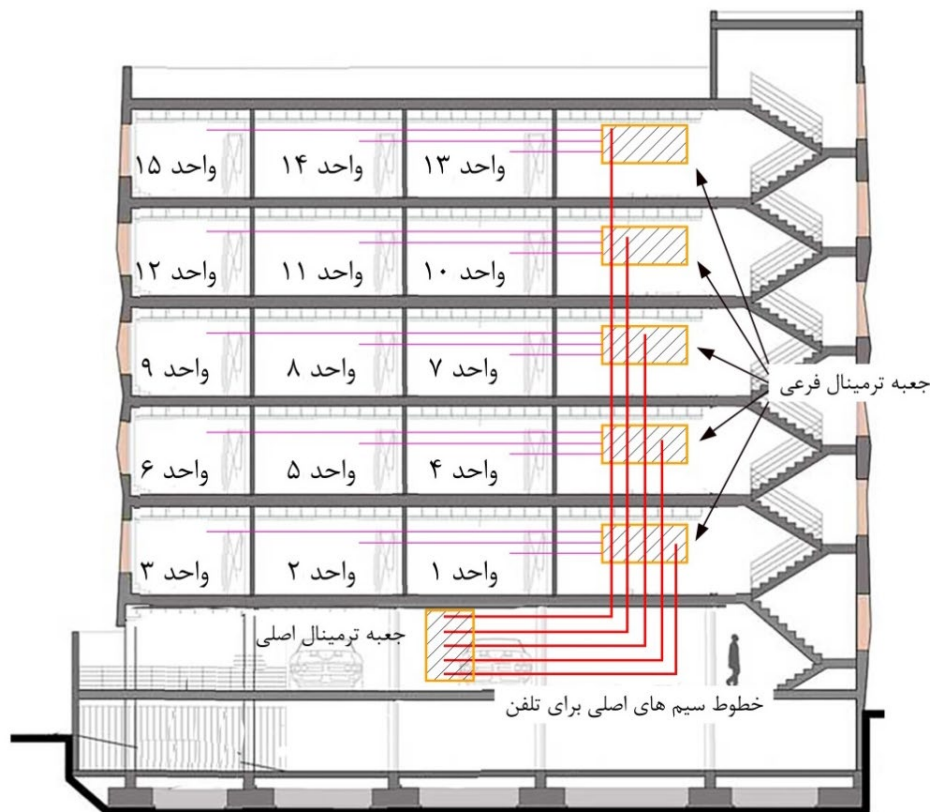 واحد ۱۳
واحد ۱۴
واحد ۱۵
واحد ۱۰
واحد ۱۱
واحد ۱۲
واحد ۷
واحد ۸
واحد ۹
جعبه ترمینال فرعی
واحد ۴
واحد ۵
واحد ۶
واحد ۱
واحد ۲
واحد ۳
جعبه ترمینال اصلی
خطوط سیم های اصلی برای تلفن